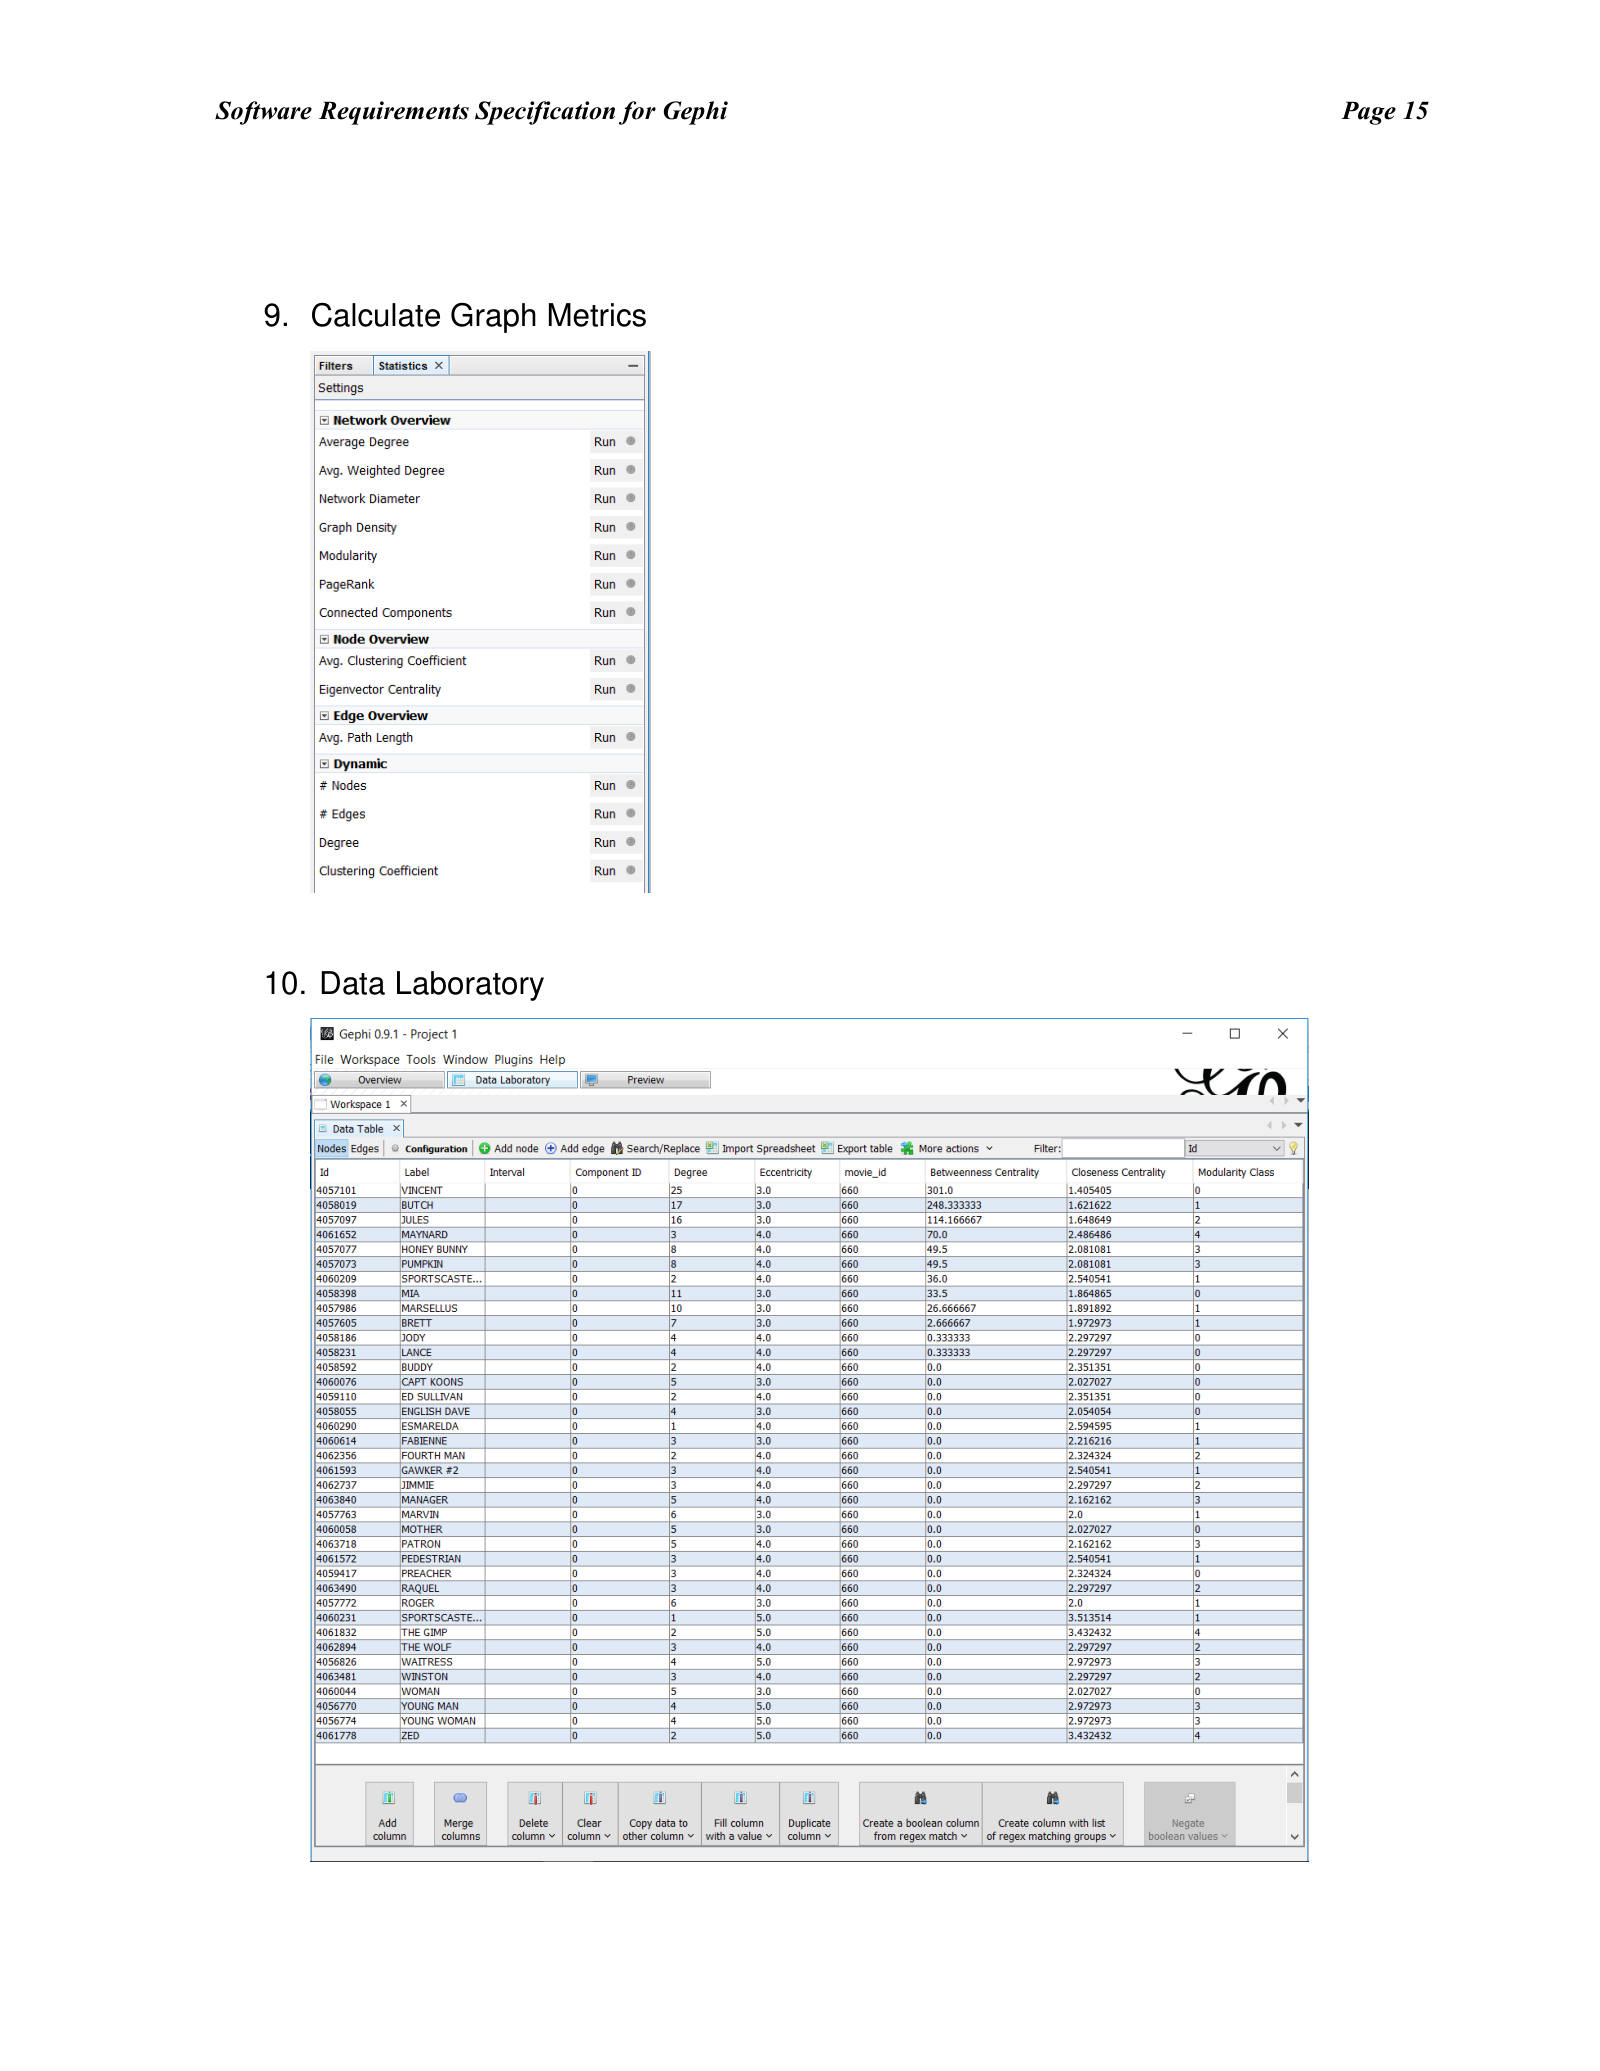 Software Requirements Specification for Gephi Page 15
9. Calculate Graph Metrics
Filters Statistics
Settings
Network Overview
Average Degree Run
Avg. Weighted Degree Run
Network Diameter Run
Graph Density Run
Modularity Run
PageRank Run
Connected Components Run
Node Overview
Avg. Clustering Coefficient Run
Eigenvector Centrality Run
Edge Overview
Avg. Path Length Run
Dynamic
# Nodes Run
# Edges Run
Degree Run
Clustering Coefficient Run
10. Data Laboratory
Gephi 0.9.1 - Project 1
File Workspace Tools Window Plugins Help
Overview Data Laboratory Preview
Workspace 1
Data Table
Nodes Edges Configuration Add node Add edge Search/Replace Import Spreadsheet Export table More actions Filter: Id
Id Label Interval Component ID Degree Eccentricity movie_id Betweenness Centrality Closeness Centrality Modularity Class
4057101 VINCENT 0 25 3.0 660 301.0 1.405405 0
4058019 BUTCH 0 17 3.0 660 248.333333 1.621622 1
4057097 JULES 0 16 3.0 660 114.166667 1.648649 2
4061652 MAYNARD 0 3 4.0 660 70.0 2.486486 4
4057077 HONEY BUNNY 0 8 4.0 660 49.5 2.081081 3
4057073 PUMPKIN 0 8 4.0 660 49.5 2.081081 3
4060209 SPORTSCASTE... 0 2 4.0 660 36.0 2.540541 1
4058398 MIA 0 11 3.0 660 33.5 1.864865 0
4057986 MARSELLUS 0 10 3.0 660 26.666667 1.891892 1
4057605 BRETT 0 7 3.0 660 2.666667 1.972973 1
4058186 JODY 0 4 4.0 660 0.333333 2.297297 0
4058231 LANCE 0 4 4.0 660 0.333333 2.297297 0
4058592 BUDDY 0 2 4.0 660 0.0 2.351351 0
4060076 CAPT KOONS 0 5 3.0 660 0.0 2.027027 0
4059110 ED SULLIVAN 0 2 4.0 660 0.0 2.351351 0
4058055 ENGLISH DAVE 0 4 3.0 660 0.0 2.054054 0
4060290 ESMARELDA 0 1 4.0 660 0.0 2.594595 1
4060614 FABIENNE 0 3 3.0 660 0.0 2.216216 1
4062356 FOURTH MAN 0 2 4.0 660 0.0 2.324324 2
4061593 GAWKER #2 0 3 4.0 660 0.0 2.540541 1
4062737 JIMMIE 0 3 4.0 660 0.0 2.297297 2
4063840 MANAGER 0 5 4.0 660 0.0 2.162162 3
4057763 MARVIN 0 6 3.0 660 0.0 2.0 1
4060058 MOTHER 0 5 3.0 660 0.0 2.027027 0
4063718 PATRON 0 5 4.0 660 0.0 2.162162 3
4061572 PEDESTRIAN 0 3 4.0 660 0.0 2.540541 1
4059417 PREACHER 0 3 4.0 660 0.0 2.324324 0
4063490 RAQUEL 0 3 4.0 660 0.0 2.297297 2
4057772 ROGER 0 6 3.0 660 0.0 2.0 1
4060231 SPORTSCASTE... 0 1 5.0 660 0.0 3.513514 1
4061832 THE GIMP 0 2 5.0 660 0.0 3.432432 4
4062894 THE WOLF 0 3 4.0 660 0.0 2.297297 2
4056826 WAITRESS 0 4 5.0 660 0.0 2.972973 3
4063481 WINSTON 0 3 4.0 660 0.0 2.297297 2
4060044 WOMAN 0 5 3.0 660 0.0 2.027027 0
4056770 YOUNG MAN 0 4 5.0 660 0.0 2.972973 3
4056774 YOUNG WOMAN 0 4 5.0 660 0.0 2.972973 3
4061778 ZED 0 2 5.0 660 0.0 3.432432 4
Add Merge Delete Clear Copy data to Fill column Duplicate Create a boolean column Create column with list Negate
column columns column column other column with a value column from regex match of regex matching groups boolean values